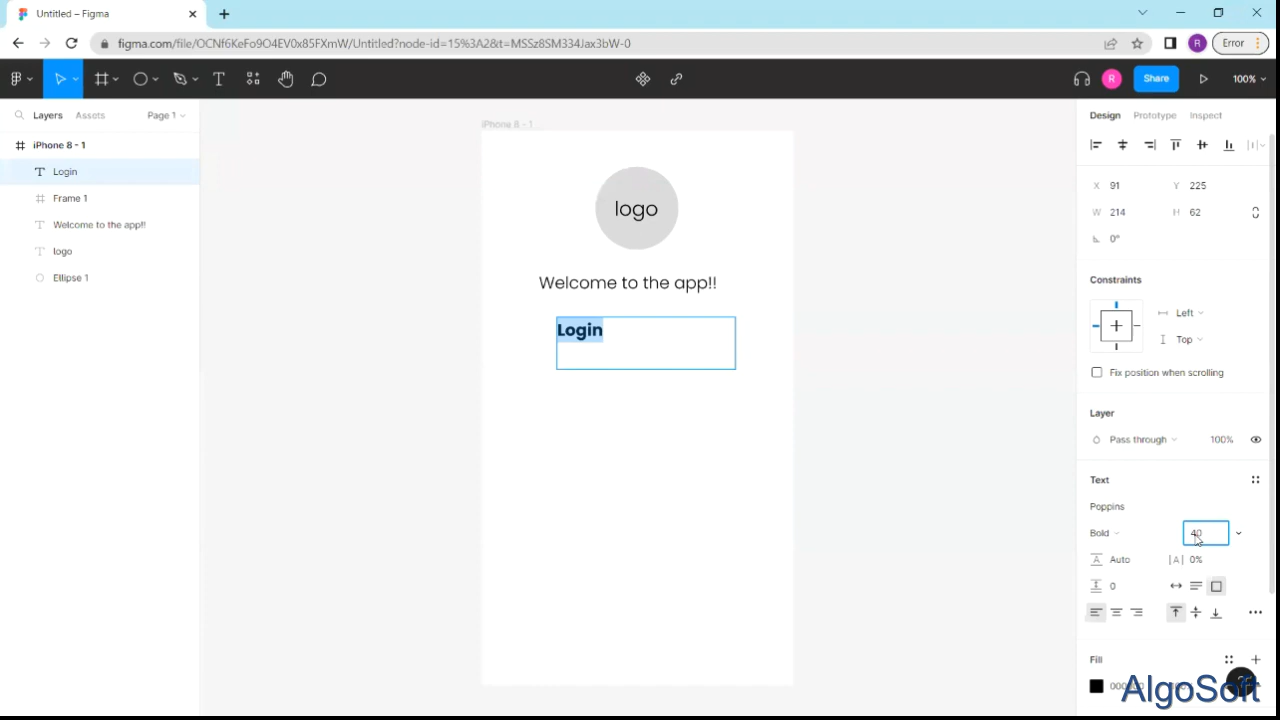 Untitled – Figma
figma.com/file/OCNf6KeFo9O4EV0x85FXmW/Untitled?node-id=15%3A2&t=MSSz8SM334Jax3bW-0
R
Error
R
Share
100%
Layers
Assets
Page 1
iPhone 8 - 1
Login
Frame 1
Welcome to the app!!
logo
Ellipse 1
iPhone 8 - 1
logo
Welcome to the app!!
Login
Design
Prototype
Inspect
X 91
Y 225
W 214
H 62
0°
Constraints
Left
Top
Fix position when scrolling
Layer
Pass through
100%
Text
Poppins
Bold
40
Auto
|A| 0%
0
Fill
AlgoSoft